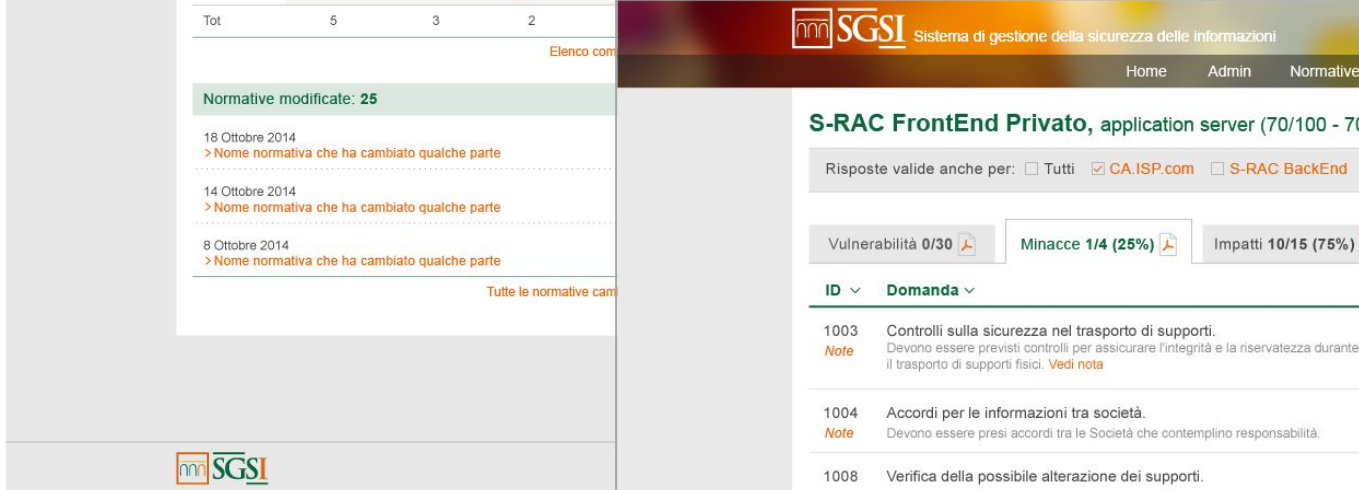 Tot 5 3 2
Elenco com
Normative modificate: 25
18 Ottobre 2014
> Nome normativa che ha cambiato qualche parte
14 Ottobre 2014
> Nome normativa che ha cambiato qualche parte
8 Ottobre 2014
> Nome normativa che ha cambiato qualche parte
Tutte le normative cam
SGSI
SGSI Sistema di gestione della sicurezza delle informazioni
Home Admin Normative
S-RAC FrontEnd Privato, application server (70/100 - 70
Risposte valide anche per: Tutti CA.ISP.com S-RAC BackEnd
Vulnerabilità 0/30 Minacce 1/4 (25%) Impatti 10/15 (75%)
ID Domanda
1003 Controlli sulla sicurezza nel trasporto di supporti.
Note Devono essere previsti controlli per assicurare l'integrità e la riservatezza durante
il trasporto di supporti fisici. Vedi nota
1004 Accordi per le informazioni tra società.
Note Devono essere presi accordi tra le Società che contemplino responsabilità.
1008 Verifica della possibile alterazione dei supporti.